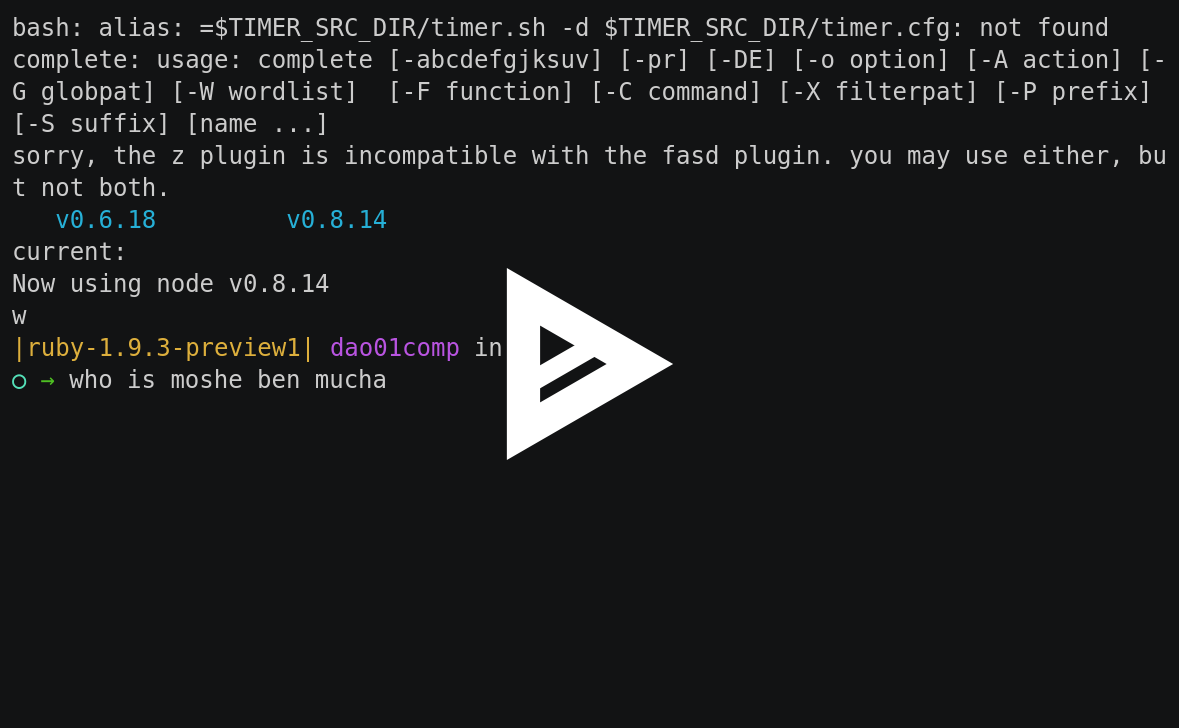 bash: alias: =$TIMER_SRC_DIR/timer.sh -d $TIMER_SRC_DIR/timer.cfg: not found
complete: usage: complete [-abcdefgjksuv] [-pr] [-DE] [-o option] [-A action] [-
G globpat] [-W wordlist]  [-F function] [-C command] [-X filterpat] [-P prefix]
[-S suffix] [name ...]
sorry, the z plugin is incompatible with the fasd plugin. you may use either, bu
t not both.
   v0.6.18         v0.8.14
current:
Now using node v0.8.14
w
|ruby-1.9.3-preview1| dao01comp in
○ → who is moshe ben mucha